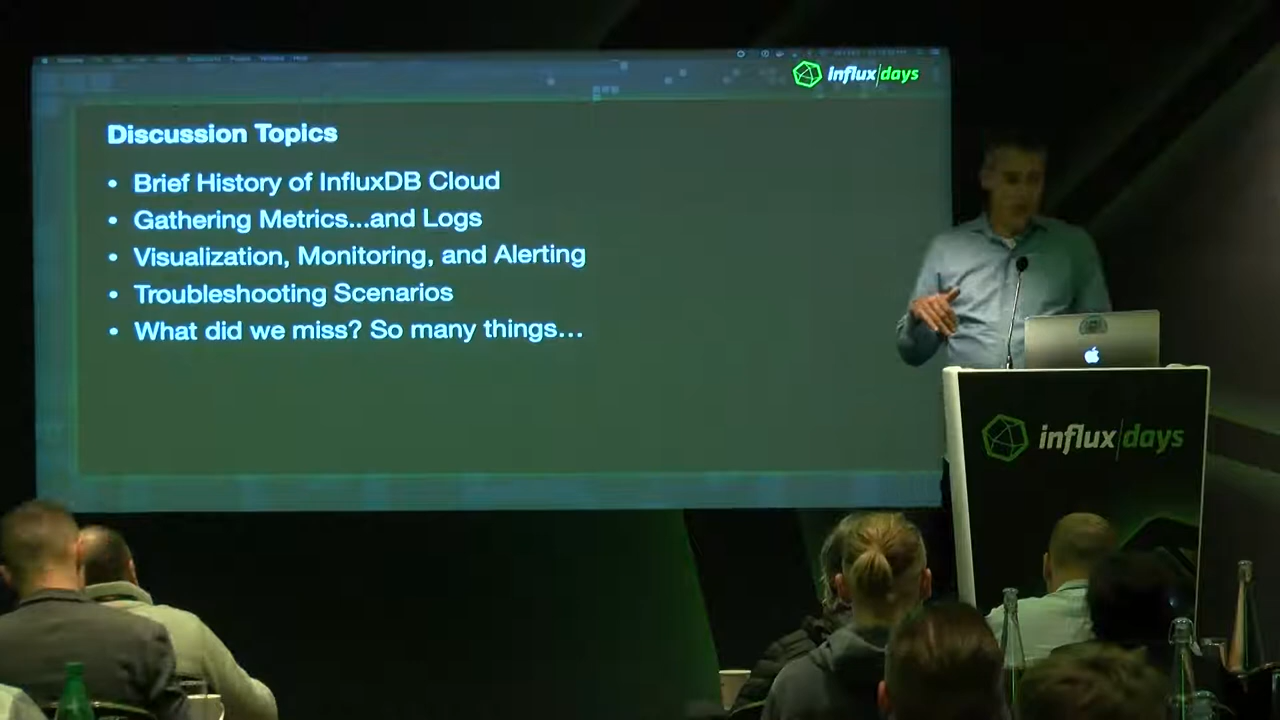 influx|days
Discussion Topics
• Brief History of InfluxDB Cloud
• Gathering Metrics...and Logs
• Visualization, Monitoring, and Alerting
• Troubleshooting Scenarios
• What did we miss? So many things...
influx|days